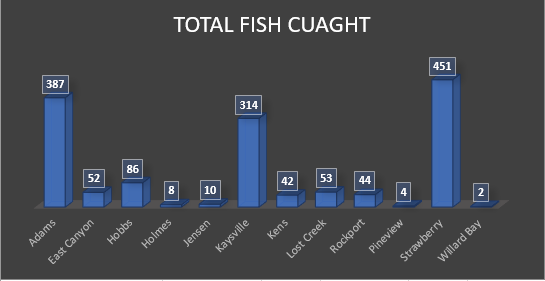 TOTAL FISH CUAGHT
387
52
86
8
10
314
42
53
44
4
451
2
Adams
East Canyon
Hobbs
Holmes
Jensen
Kaysville
Kens
Lost Creek
Rockport
Pineview
Strawberry
Willard Bay